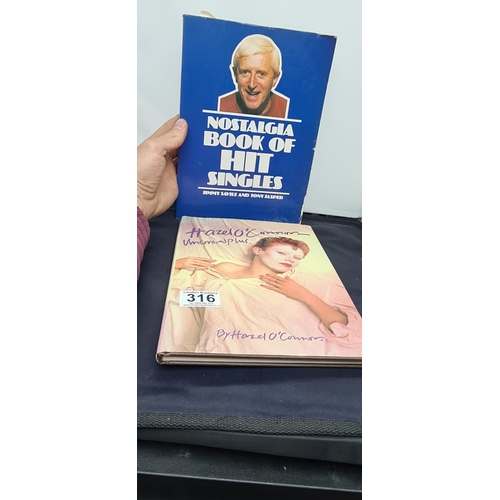 NOSTALGIA
BOOK OF
HIT
SINGLES
JIMMY SAVILE AND TONY JASPER
Hazel O'Connor
Uncovered Plus
316
By Hazel O'Connor